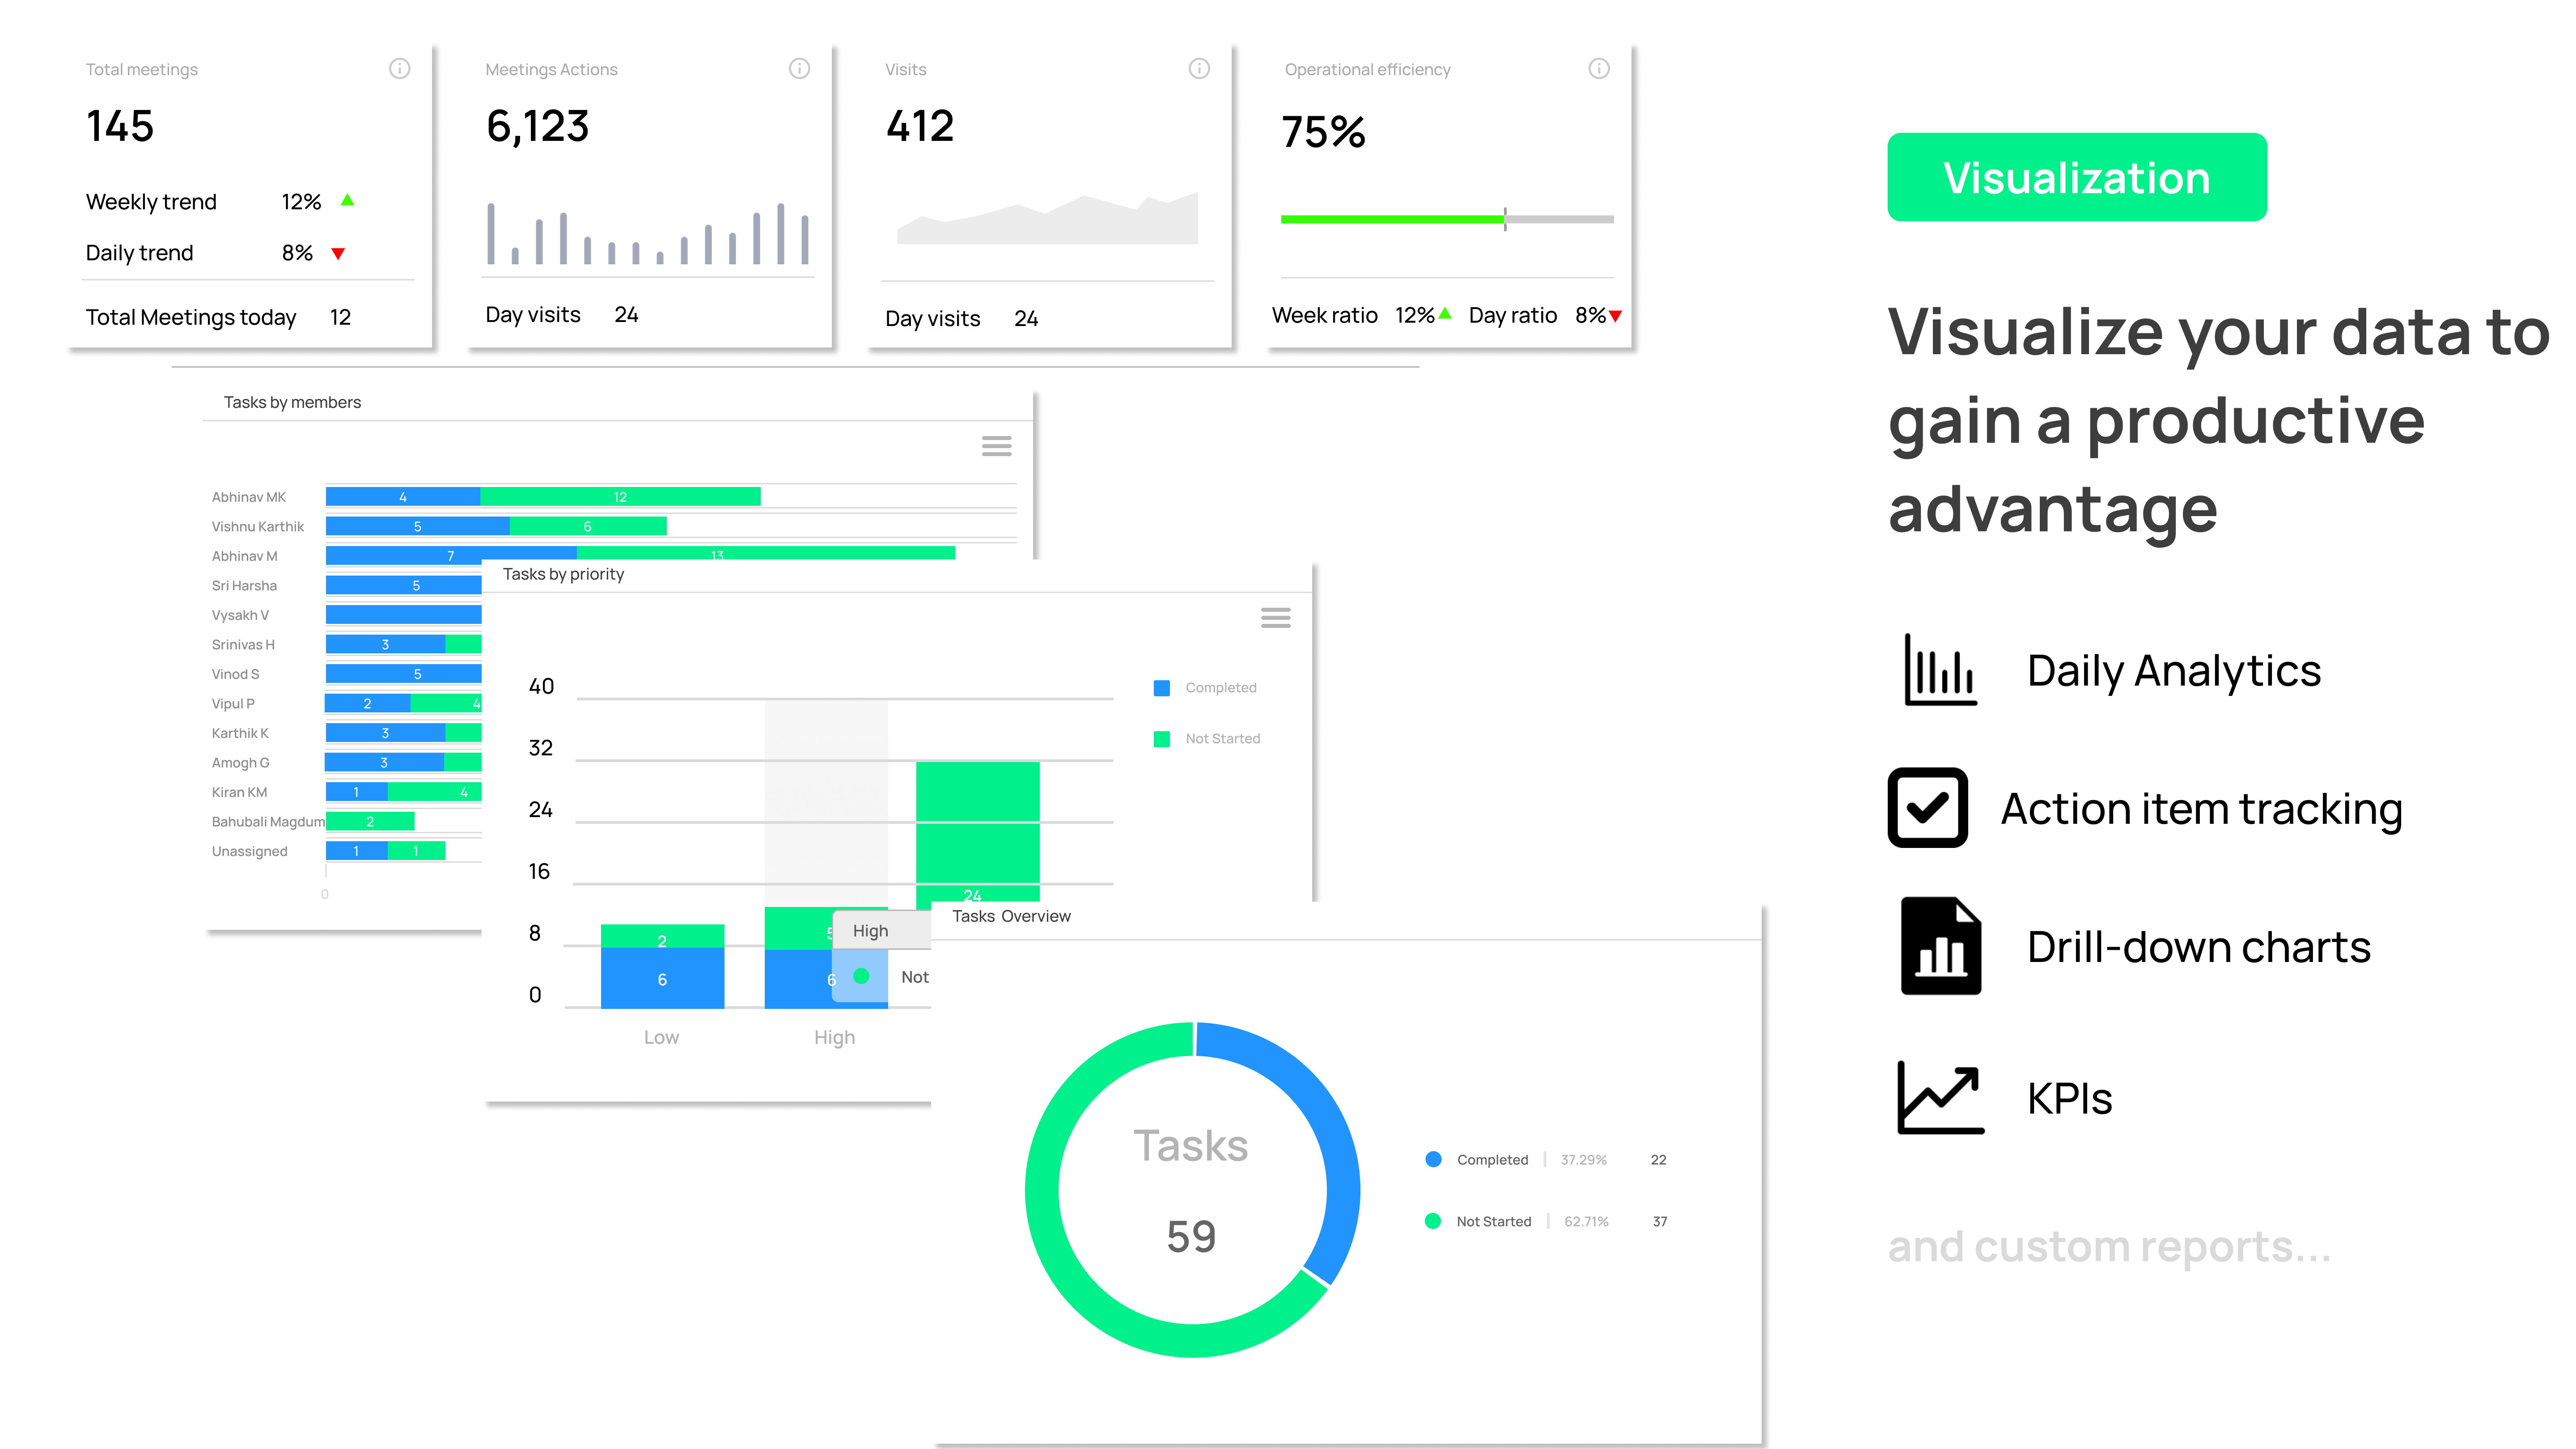 Total meetings
145
Weekly trend 12%
Daily trend 8%
Total Meetings today 12
Meetings Actions
6,123
Day visits 24
Visits
412
Day visits 24
Operational efficiency
75%
Week ratio 12% Day ratio 8%
Tasks by members
Abhinav MK 4 12
Vishnu Karthik 5 6
Abhinav M 7 13
Sri Harsha 5
Vysakh V
Srinivas H 3
Vinod S 5
Vipul P 2 4
Karthik K 3
Amogh G 3
Kiran KM 1 4
Bahubali Magdum 2
Unassigned 1 1
0
Tasks by priority
40
32
24
16
8
0
Completed
Not Started
24
2
6
5
6
High
Not
Low
High
Tasks Overview
Tasks
59
Completed 37.29% 22
Not Started 62.71% 37
Visualization
Visualize your data to
gain a productive
advantage
Daily Analytics
Action item tracking
Drill-down charts
KPIs
and custom reports...